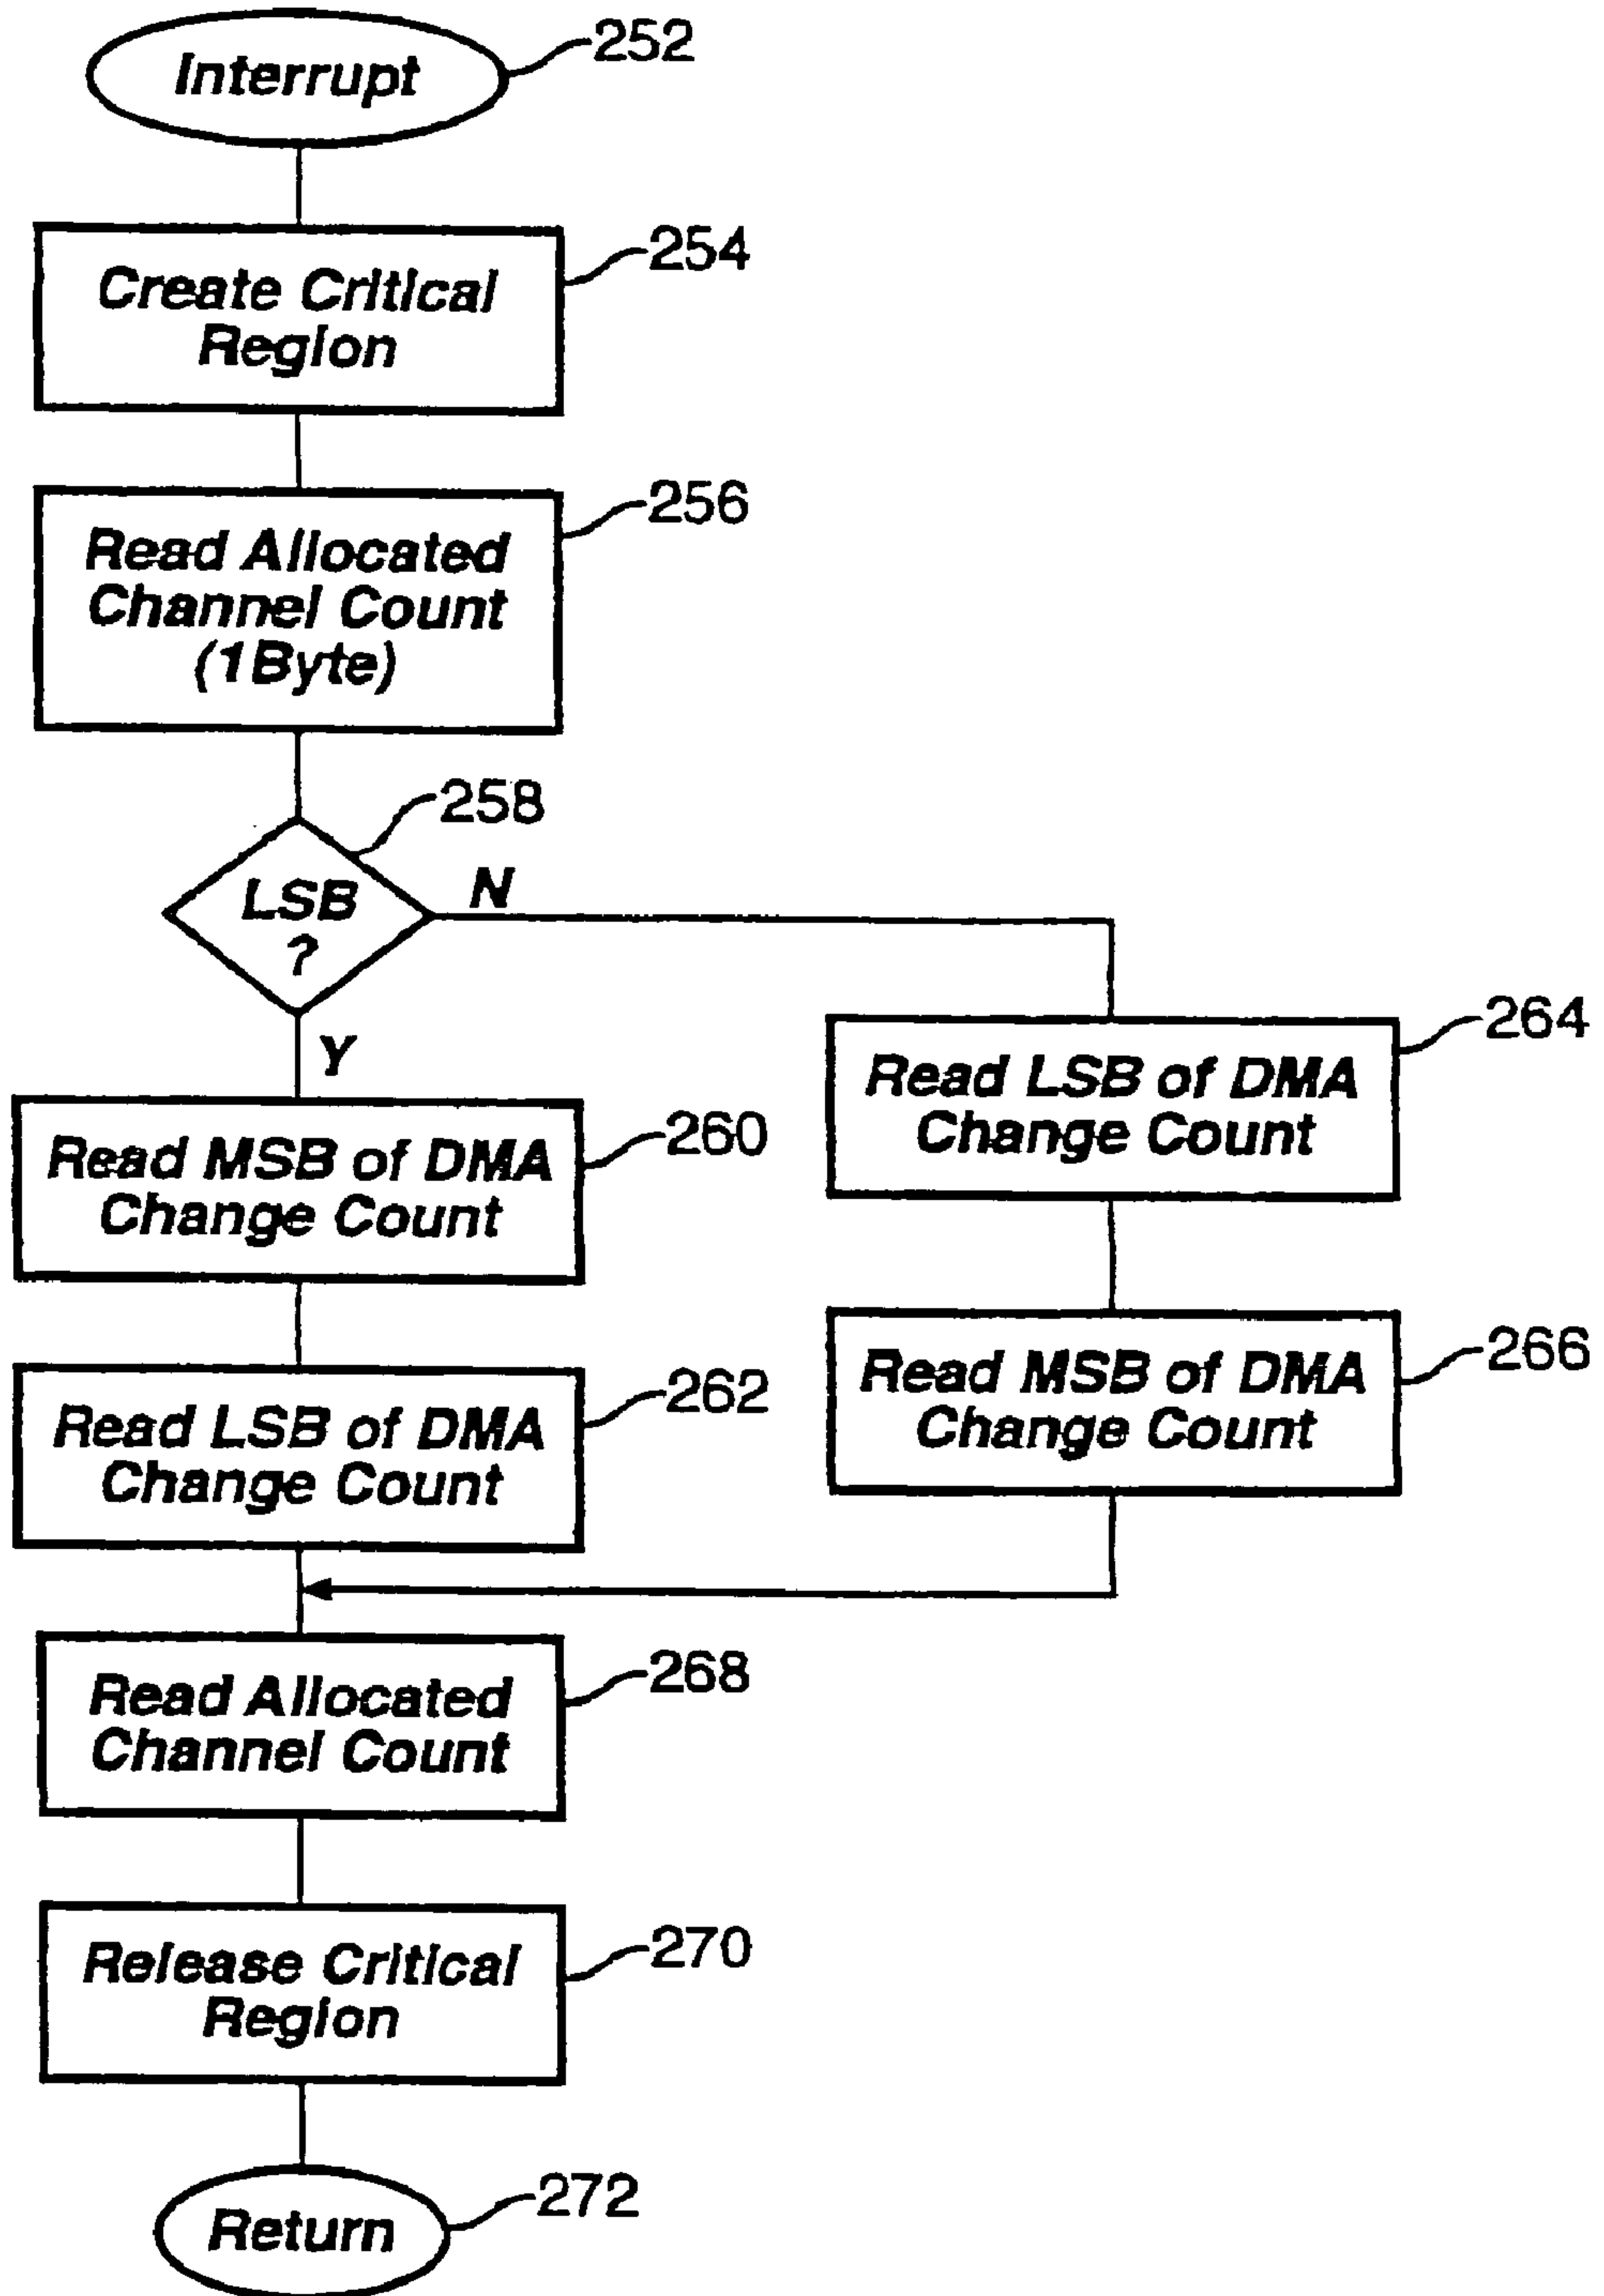 Interrupt
252
Create Critical
Region
254
Read Allocated
Channel Count
(1Byte)
256
LSB
?
258
N
Y
Read MSB of DMA
Change Count
260
Read LSB of DMA
Change Count
262
Read LSB of DMA
Change Count
264
Read MSB of DMA
Change Count
266
Read Allocated
Channel Count
268
Release Critical
Region
270
Return
272